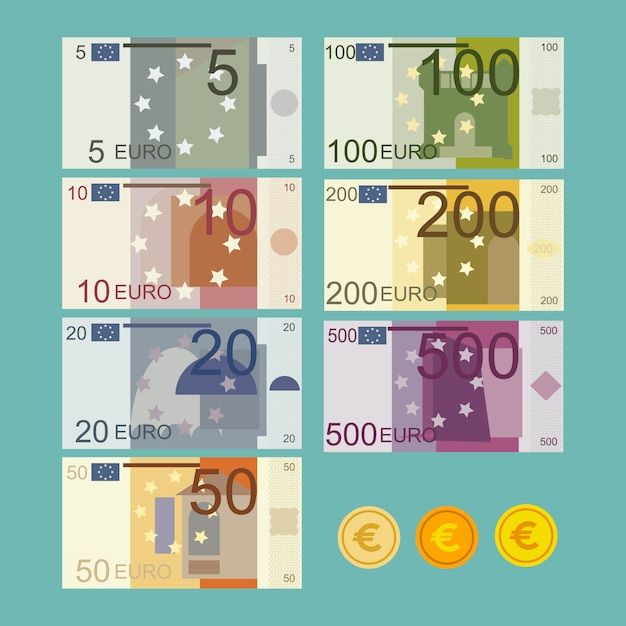 5 5 5
5 EURO 5
10 10 10
10 EURO 10
20 20 20
20 EURO 20
50 50 50
50 EURO 50
100 100 100
100 EURO 100
200 200 200
200
200 EURO 200
500 500 500
500 EURO 500
€ € €